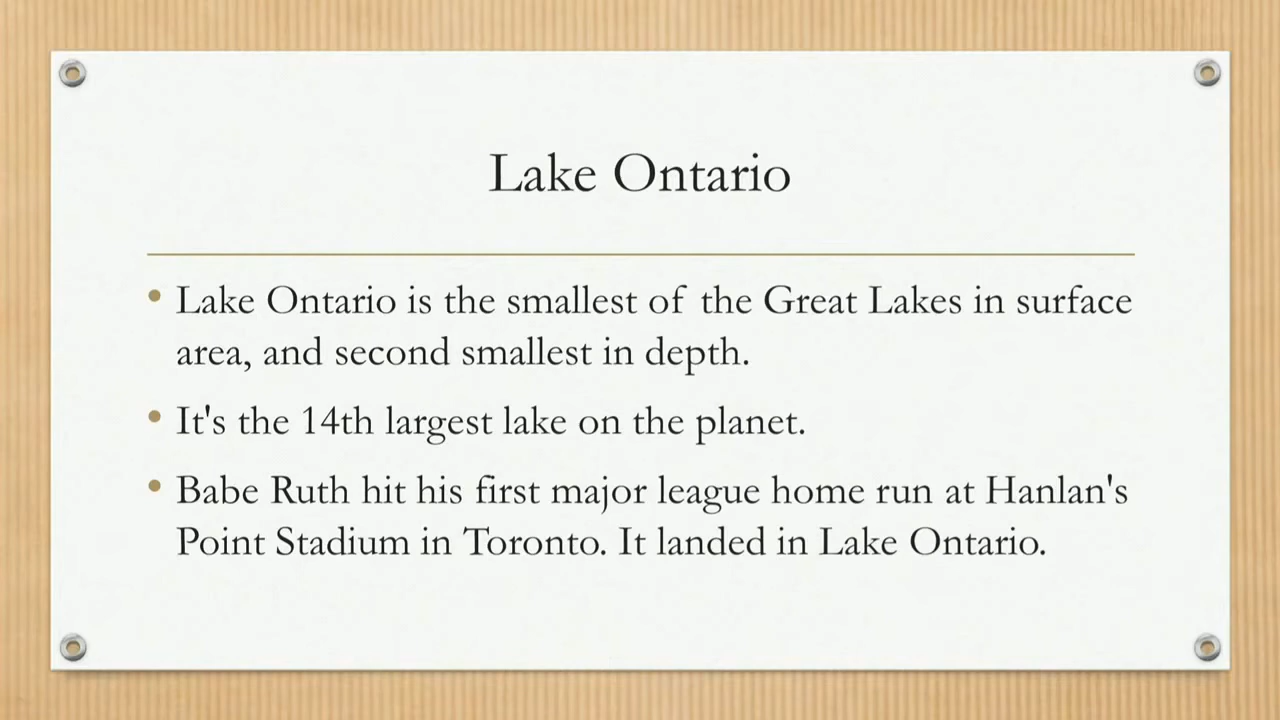 Lake Ontario
• Lake Ontario is the smallest of the Great Lakes in surface
area, and second smallest in depth.
• It's the 14th largest lake on the planet.
• Babe Ruth hit his first major league home run at Hanlan's
Point Stadium in Toronto. It landed in Lake Ontario.